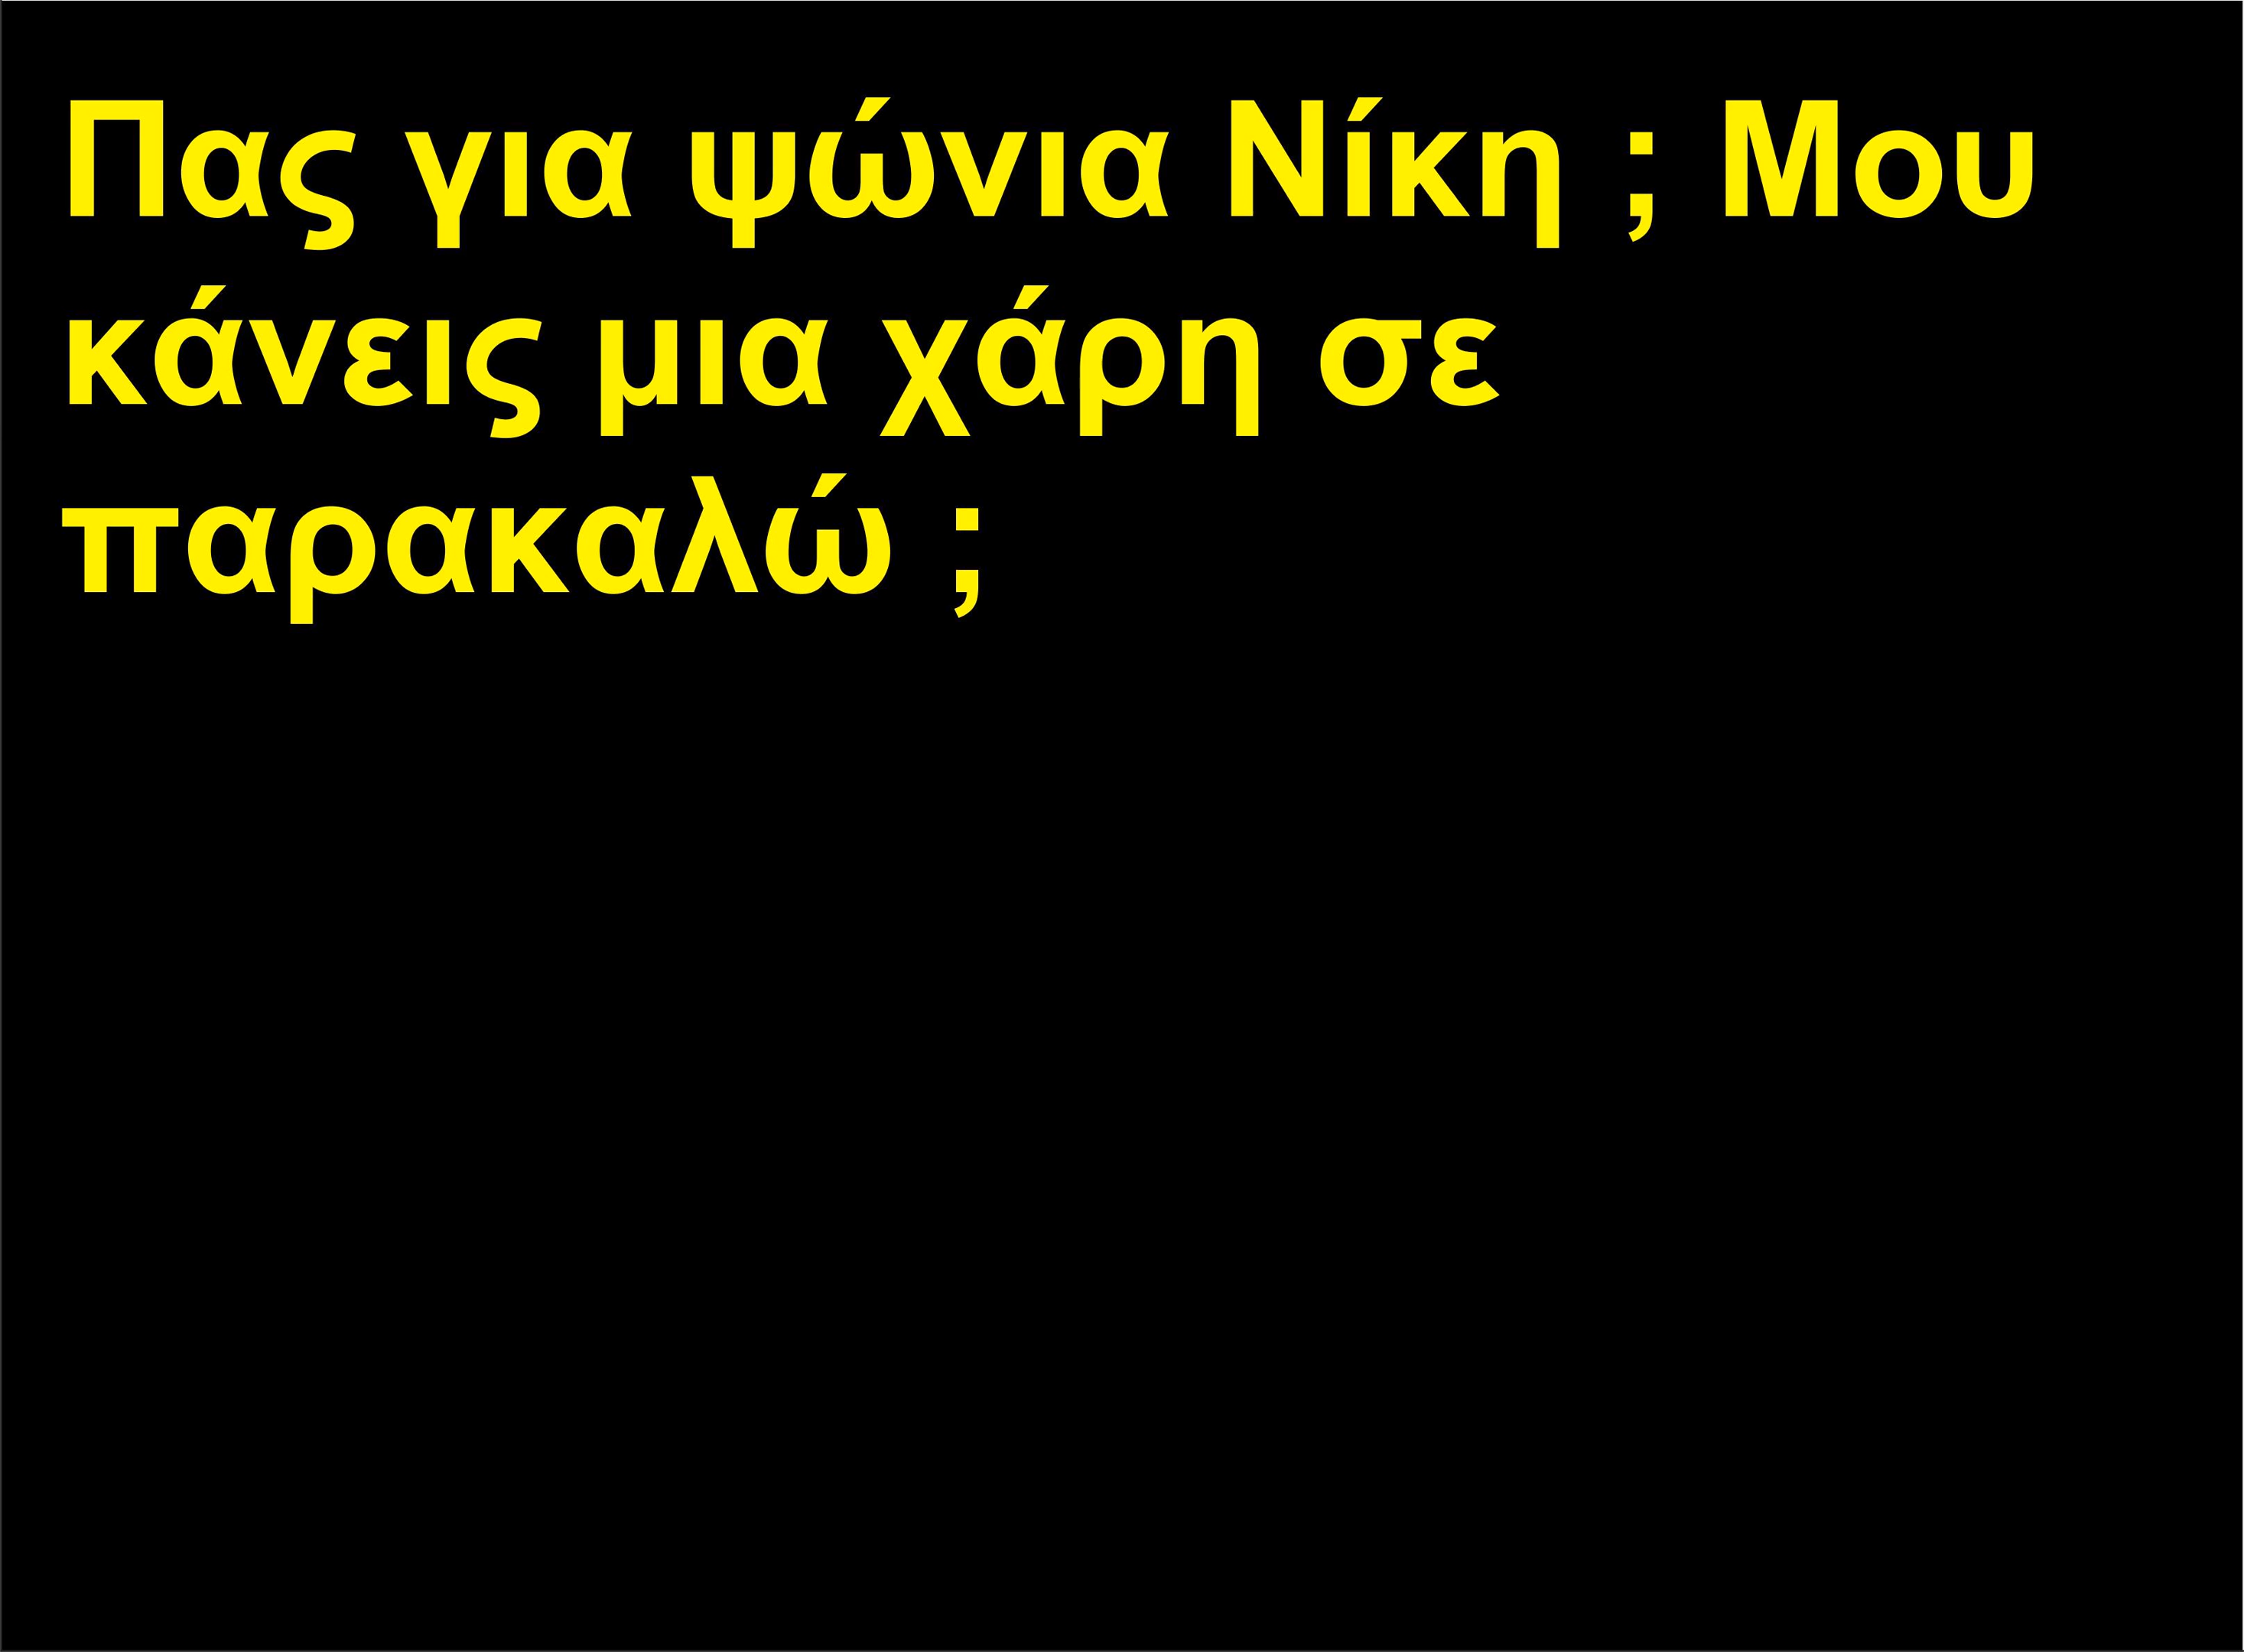 Πας για ψώνια Νίκη ; Μου
κάνεις μια χάρη σε
παρακαλώ ;